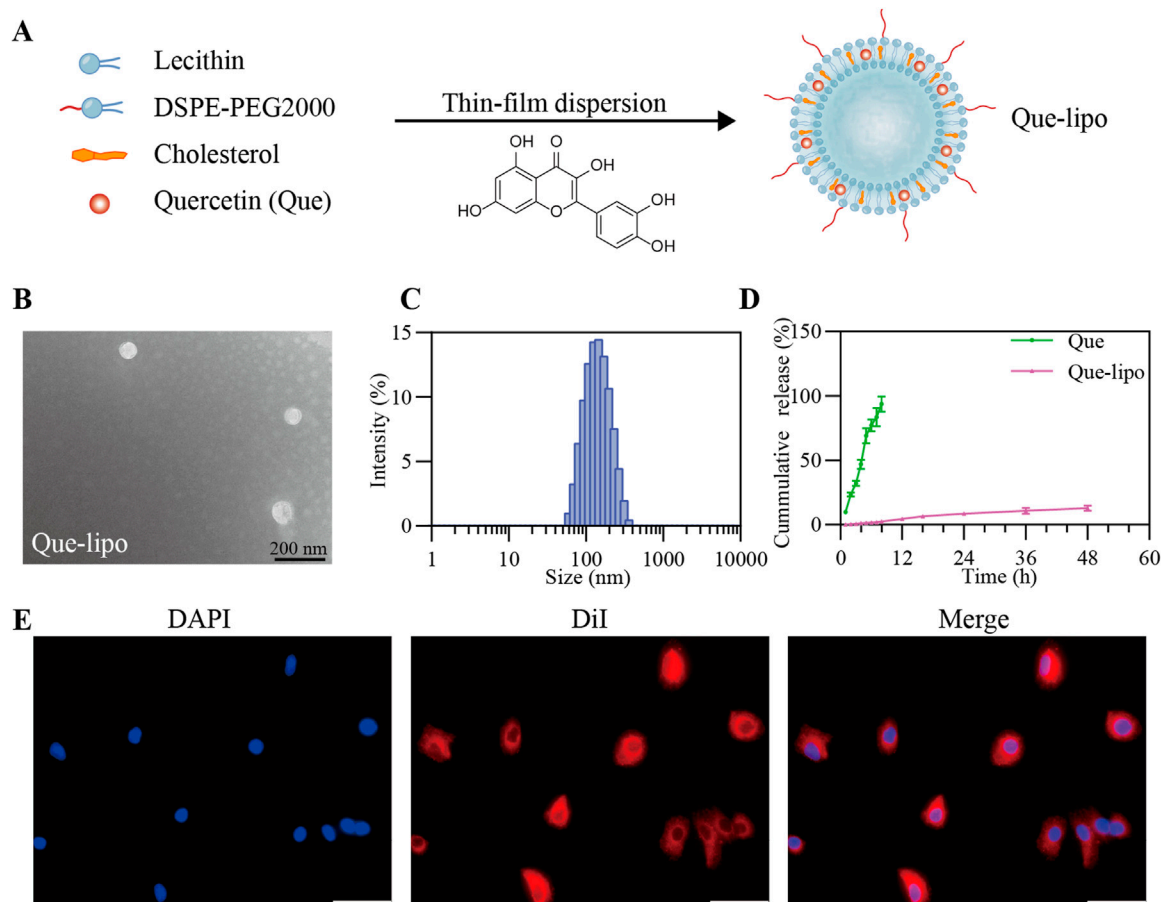 A
Lecithin
DSPE-PEG2000
Cholesterol
Quercetin (Que)
Thin-film dispersion
OH
O
OH
HO
O
OH
OH
Que-lipo
B
Que-lipo
200 nm
C
Intensity (%)
15
10
5
0
1
10
100
1000
10000
Size (nm)
D
Cummulative release (%)
150
100
50
0
0
12
24
36
48
60
Time (h)
Que
Que-lipo
E
DAPI
DiI
Merge